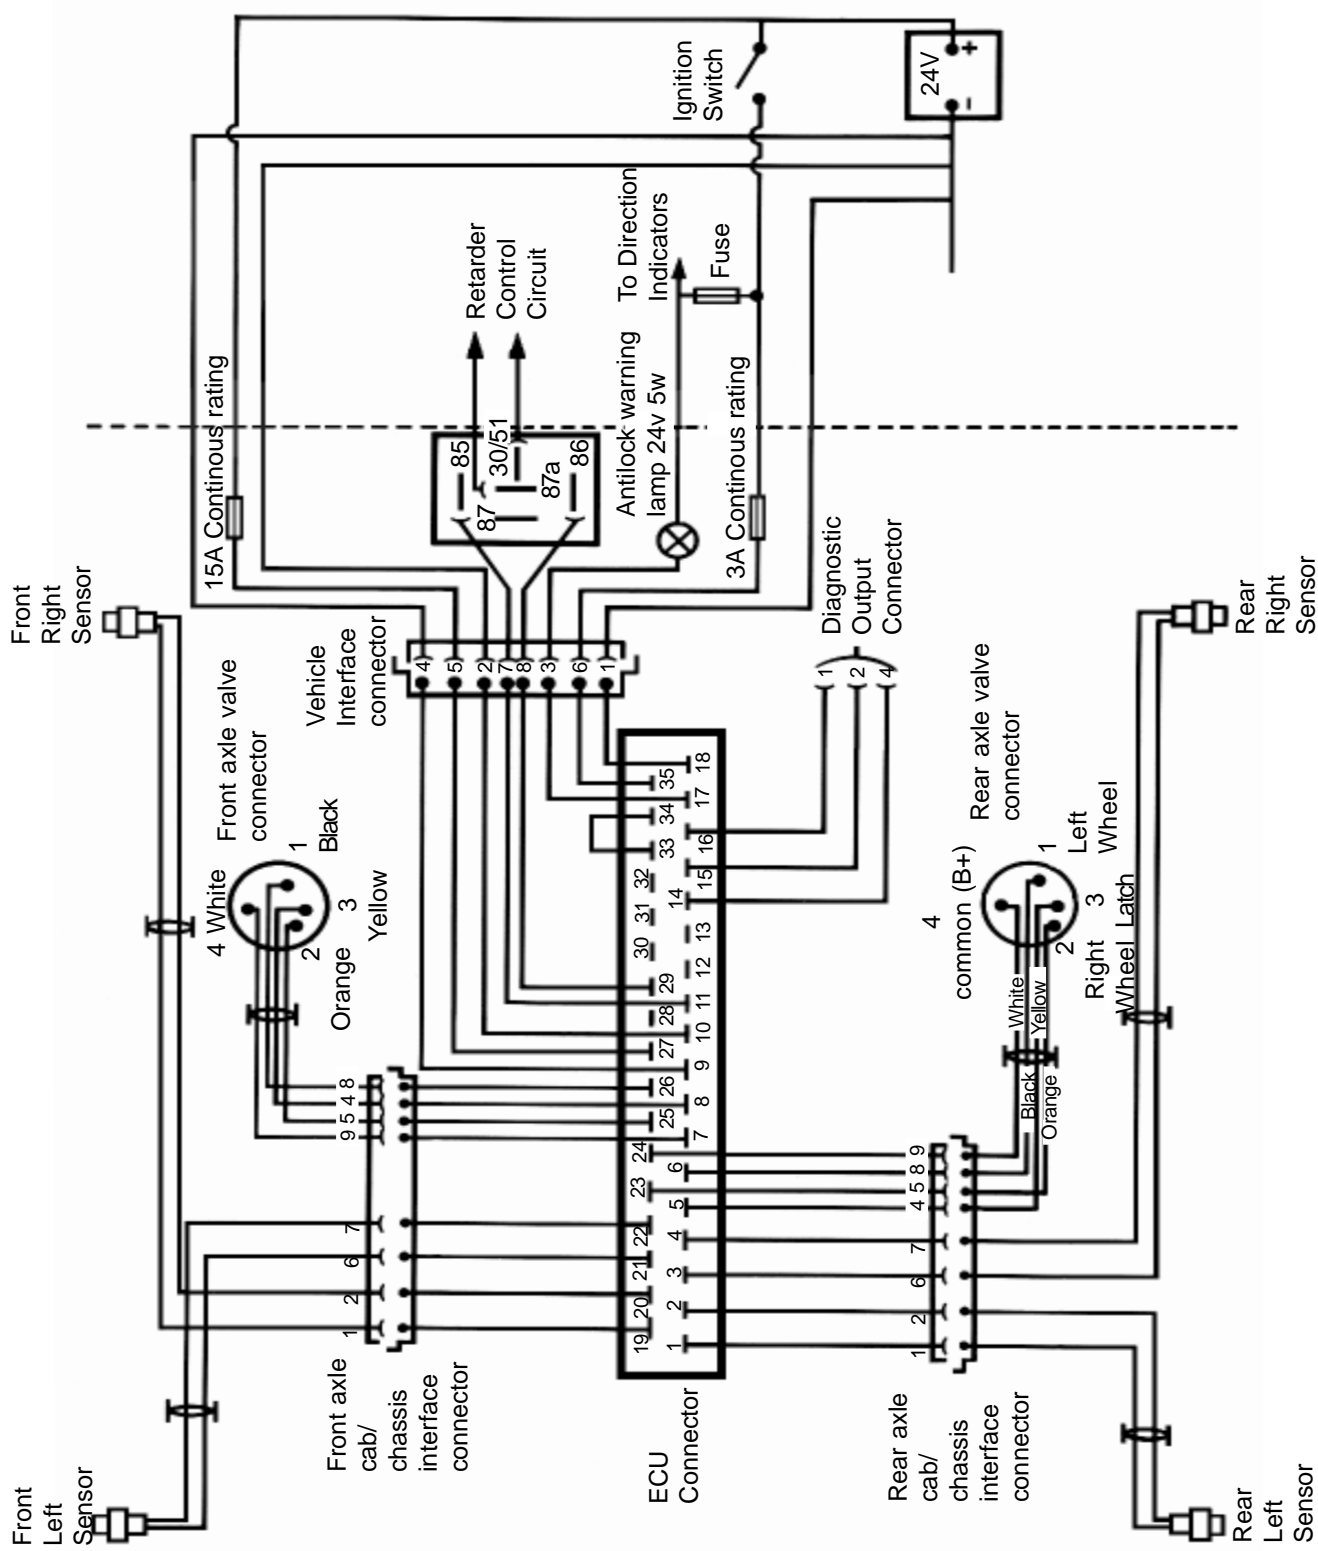 Front
Left
Sensor
Front
Right
Sensor
4 White
Front axle valve
connector
1
Black
2
Orange
3
Yellow
15A Continous rating
Retarder
Control
Circuit
85
30/51
87
87a
86
Antilock warning
lamp 24v 5w
To Direction
Indicators
Fuse
3A Continous rating
Ignition
Switch
24V
+
-
Vehicle
Interface
connector
4
5
2
7
8
3
6
1
Front axle
cab/
chassis
interface
connector
1
2
6
7
9 5 4 8
ECU
Connector
19
20
21
22
23
24
25
26
27
28
29
30
31
32
33
34
35
1
2
3
4
5
6
7
8
9
10
11
12
13
14
15
16
17
18
Diagnostic
Output
Connector
1
2
4
Rear axle
cab/
chassis
interface
connector
1
2
6
7
4 5 8 9
White
Yellow
Black
Orange
4
common (B+)
Rear axle valve
connector
1
Left
Wheel
2
Right
Wheel Latch
3
Rear
Left
Sensor
Rear
Right
Sensor